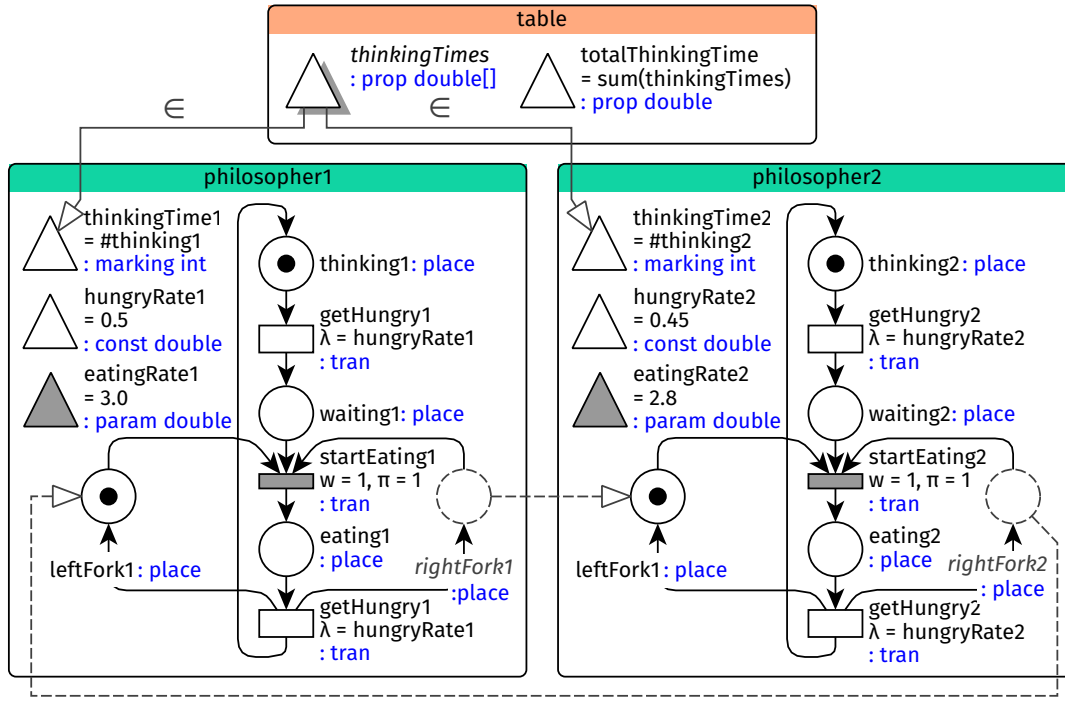 table
thinkingTimes
: prop double[]
totalThinkingTime
= sum(thinkingTimes)
: prop double
∈
∈
philosopher1
thinkingTime1
= #thinking1
: marking int
hungryRate1
= 0.5
: const double
eatingRate1
= 3.0
: param double
thinking1: place
getHungry1
λ = hungryRate1
: tran
waiting1: place
startEating1
w = 1, π = 1
: tran
eating1
: place
leftFork1: place
rightFork1
:place
getHungry1
λ = hungryRate1
: tran
philosopher2
thinkingTime2
= #thinking2
: marking int
hungryRate2
= 0.45
: const double
eatingRate2
= 2.8
: param double
thinking2: place
getHungry2
λ = hungryRate2
: tran
waiting2: place
startEating2
w = 1, π = 1
: tran
eating2
: place
leftFork1: place
rightFork2
: place
getHungry2
λ = hungryRate2
: tran